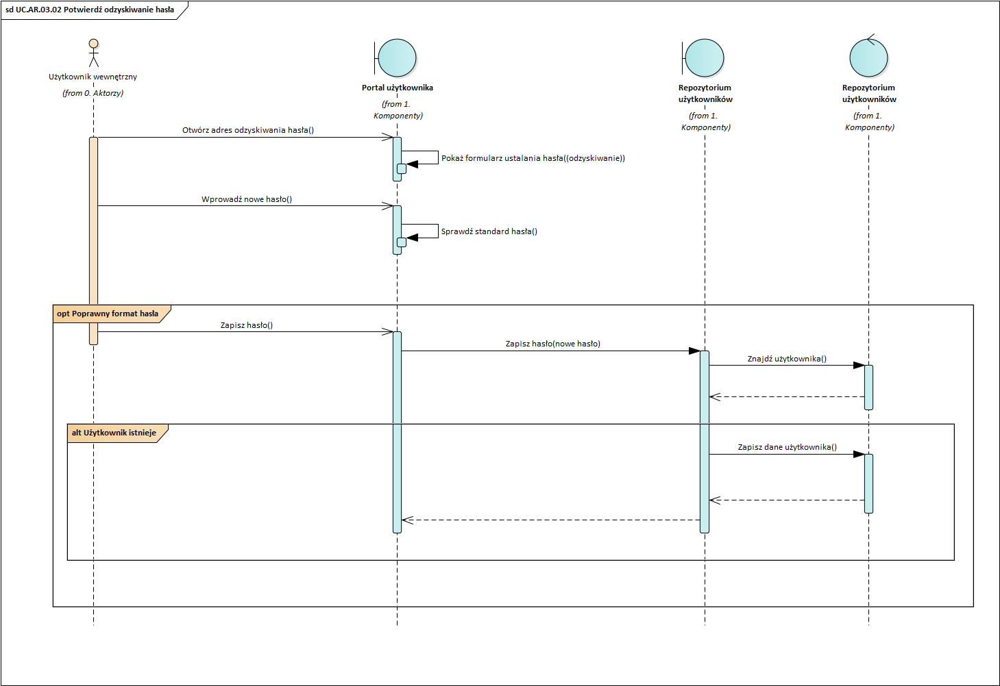 sd UC.AR.03.02 Potwierdź odzyskiwanie hasła
Użytkownik wewnętrzny
(from 0. Aktorzy)
Portal użytkownika
(from 1.
Komponenty)
Repozytorium
użytkowników
(from 1.
Komponenty)
Repozytorium
użytkowników
(from 1.
Komponenty)
Otwórz adres odzyskiwania hasła()
Pokaż formularz ustalania hasła((odzyskiwanie))
Wprowadź nowe hasło()
Sprawdź standard hasła()
opt Poprawny format hasła
Zapisz hasło()
Zapisz hasło(nowe hasło)
Znajdź użytkownika()
alt Użytkownik istnieje
Zapisz dane użytkownika()